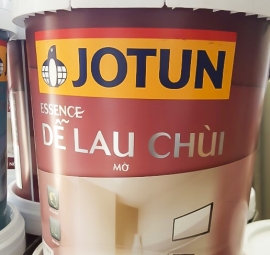 JOTUN
ESSENCE
DỄ LAU CHÙI
MỜ